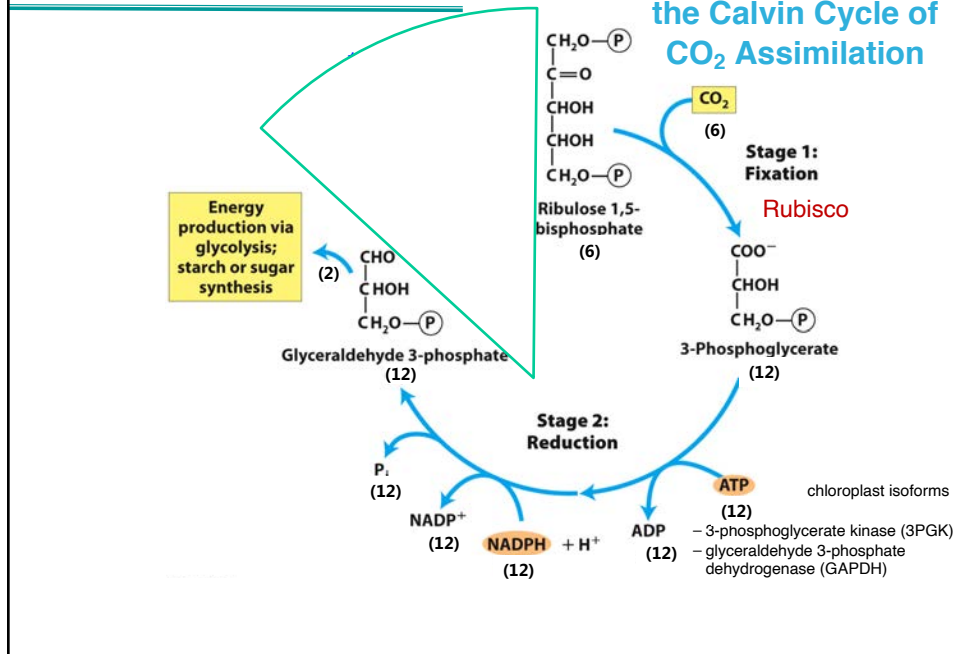 the Calvin Cycle of
CO₂ Assimilation
CH₂O—P
C=O
CHOH
CHOH
CH₂O—P
Ribulose 1,5-
bisphosphate
(6)
CO₂
(6)
Stage 1:
Fixation
Rubisco
COO⁻
CHOH
CH₂O—P
3-Phosphoglycerate
(12)
Energy
production via
glycolysis;
starch or sugar
synthesis
(2)
CHO
CHOH
CH₂O—P
Glyceraldehyde 3-phosphate
(12)
Stage 2:
Reduction
Pᵢ
(12)
NADP⁺
(12)
NADPH + H⁺
(12)
ADP
(12)
ATP
(12)
chloroplast isoforms
– 3-phosphoglycerate kinase (3PGK)
– glyceraldehyde 3-phosphate
dehydrogenase (GAPDH)